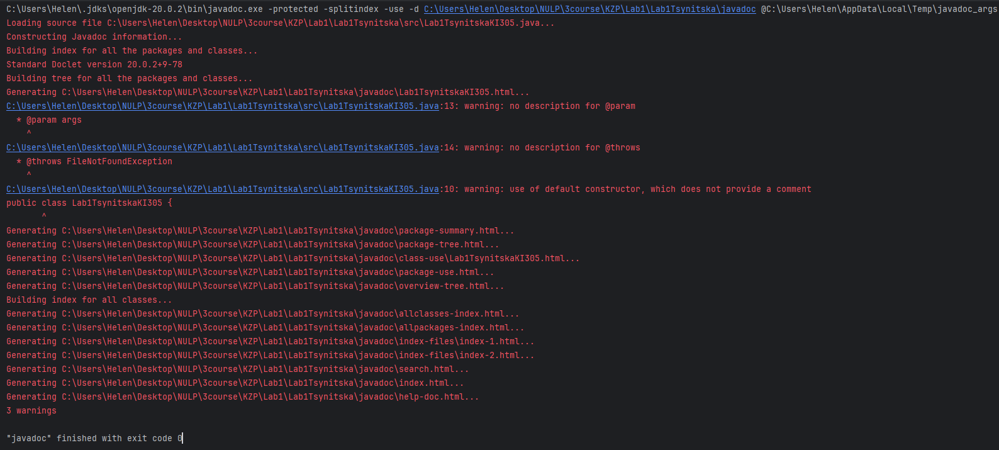 C:\Users\Helen\.jdks\openjdk-20.0.2\bin\javadoc.exe -protected -splitindex -use -d C:\Users\Helen\Desktop\NULP\3course\KZP\Lab1\Lab1Tsynitska\javadoc @C:\Users\Helen\AppData\Local\Temp\javadoc_args
Loading source file C:\Users\Helen\Desktop\NULP\3course\KZP\Lab1\Lab1Tsynitska\src\Lab1TsynitskaKI305.java...
Constructing Javadoc information...
Building index for all the packages and classes...
Standard Doclet version 20.0.2+9-78
Building tree for all the packages and classes...
Generating C:\Users\Helen\Desktop\NULP\3course\KZP\Lab1\Lab1Tsynitska\javadoc\Lab1TsynitskaKI305.html...
C:\Users\Helen\Desktop\NULP\3course\KZP\Lab1\Lab1Tsynitska\src\Lab1TsynitskaKI305.java:13: warning: no description for @param
  * @param args
    ^
C:\Users\Helen\Desktop\NULP\3course\KZP\Lab1\Lab1Tsynitska\src\Lab1TsynitskaKI305.java:14: warning: no description for @throws
  * @throws FileNotFoundException
    ^
C:\Users\Helen\Desktop\NULP\3course\KZP\Lab1\Lab1Tsynitska\src\Lab1TsynitskaKI305.java:10: warning: use of default constructor, which does not provide a comment
public class Lab1TsynitskaKI305 {
       ^
Generating C:\Users\Helen\Desktop\NULP\3course\KZP\Lab1\Lab1Tsynitska\javadoc\package-summary.html...
Generating C:\Users\Helen\Desktop\NULP\3course\KZP\Lab1\Lab1Tsynitska\javadoc\package-tree.html...
Generating C:\Users\Helen\Desktop\NULP\3course\KZP\Lab1\Lab1Tsynitska\javadoc\class-use\Lab1TsynitskaKI305.html...
Generating C:\Users\Helen\Desktop\NULP\3course\KZP\Lab1\Lab1Tsynitska\javadoc\package-use.html...
Generating C:\Users\Helen\Desktop\NULP\3course\KZP\Lab1\Lab1Tsynitska\javadoc\overview-tree.html...
Building index for all classes...
Generating C:\Users\Helen\Desktop\NULP\3course\KZP\Lab1\Lab1Tsynitska\javadoc\allclasses-index.html...
Generating C:\Users\Helen\Desktop\NULP\3course\KZP\Lab1\Lab1Tsynitska\javadoc\allpackages-index.html...
Generating C:\Users\Helen\Desktop\NULP\3course\KZP\Lab1\Lab1Tsynitska\javadoc\index-files\index-1.html...
Generating C:\Users\Helen\Desktop\NULP\3course\KZP\Lab1\Lab1Tsynitska\javadoc\index-files\index-2.html...
Generating C:\Users\Helen\Desktop\NULP\3course\KZP\Lab1\Lab1Tsynitska\javadoc\search.html...
Generating C:\Users\Helen\Desktop\NULP\3course\KZP\Lab1\Lab1Tsynitska\javadoc\index.html...
Generating C:\Users\Helen\Desktop\NULP\3course\KZP\Lab1\Lab1Tsynitska\javadoc\help-doc.html...
3 warnings
"javadoc" finished with exit code 0